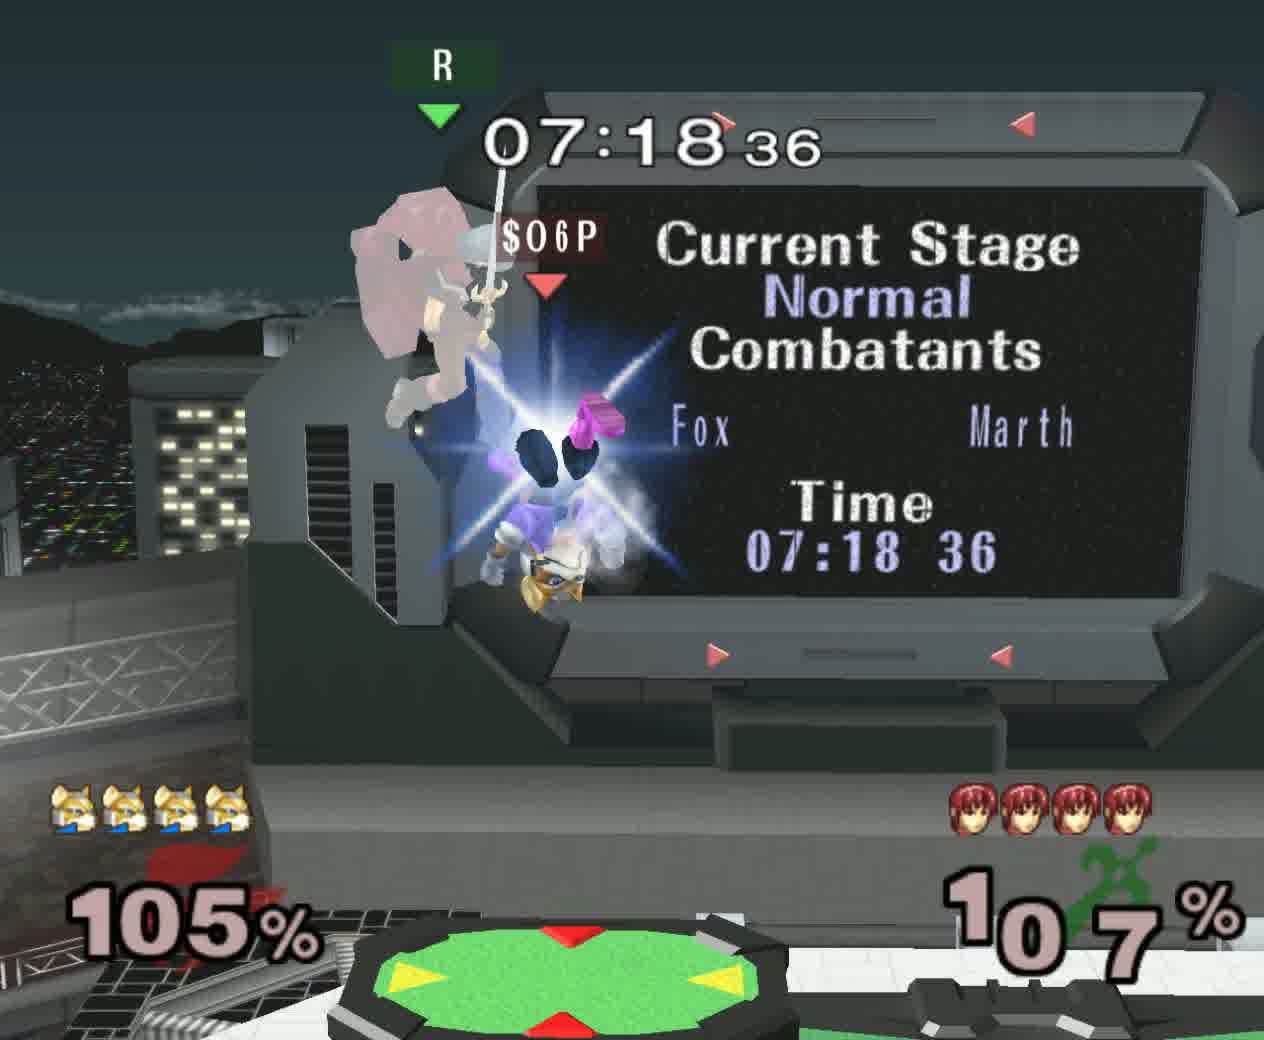 R
07:18 36
$06P
Current Stage
Normal
Combatants
Fox Marth
Time
07:18 36
105% 107%